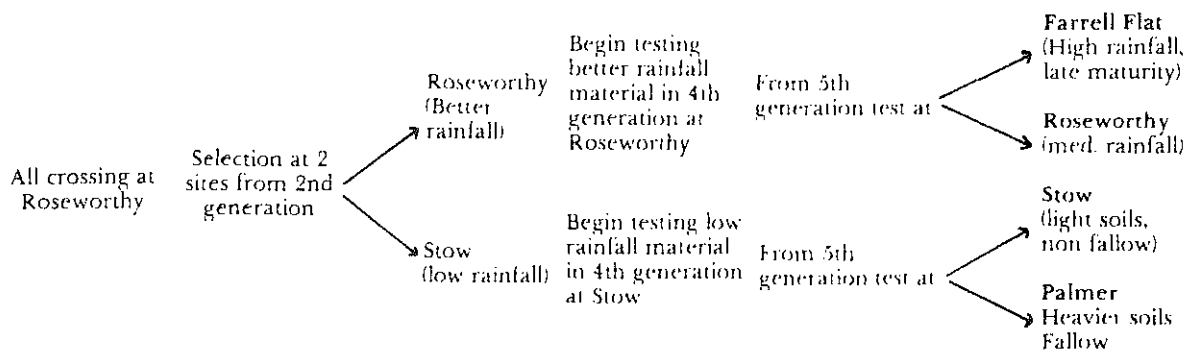 All crossing at
Roseworthy
Selection at 2
sites from 2nd
generation
Roseworthy
(Better
rainfall)
Begin testing
better rainfall
material in 4th
generation at
Roseworthy
From 5th
generation test at
Farrell Flat
(High rainfall,
late maturity)
Roseworthy
(med. rainfall)
Stow
(low rainfall)
Begin testing low
rainfall material
in 4th generation
at Stow
From 5th
generation test at
Stow
(light soils,
non fallow)
Palmer
Heavier soils
Fallow